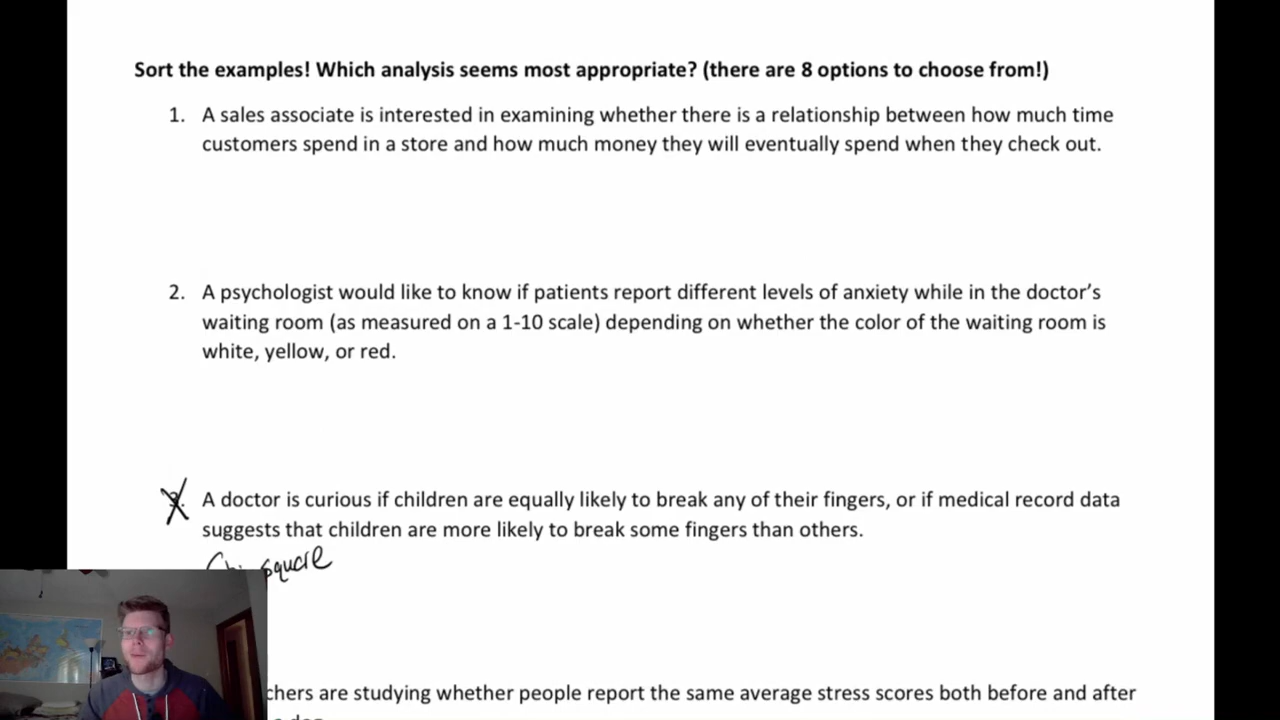 Sort the examples! Which analysis seems most appropriate? (there are 8 options to choose from!)
1. A sales associate is interested in examining whether there is a relationship between how much time
customers spend in a store and how much money they will eventually spend when they check out.
2. A psychologist would like to know if patients report different levels of anxiety while in the doctor's
waiting room (as measured on a 1-10 scale) depending on whether the color of the waiting room is
white, yellow, or red.
A doctor is curious if children are equally likely to break any of their fingers, or if medical record data
suggests that children are more likely to break some fingers than others.
square
chers are studying whether people report the same average stress scores both before and after